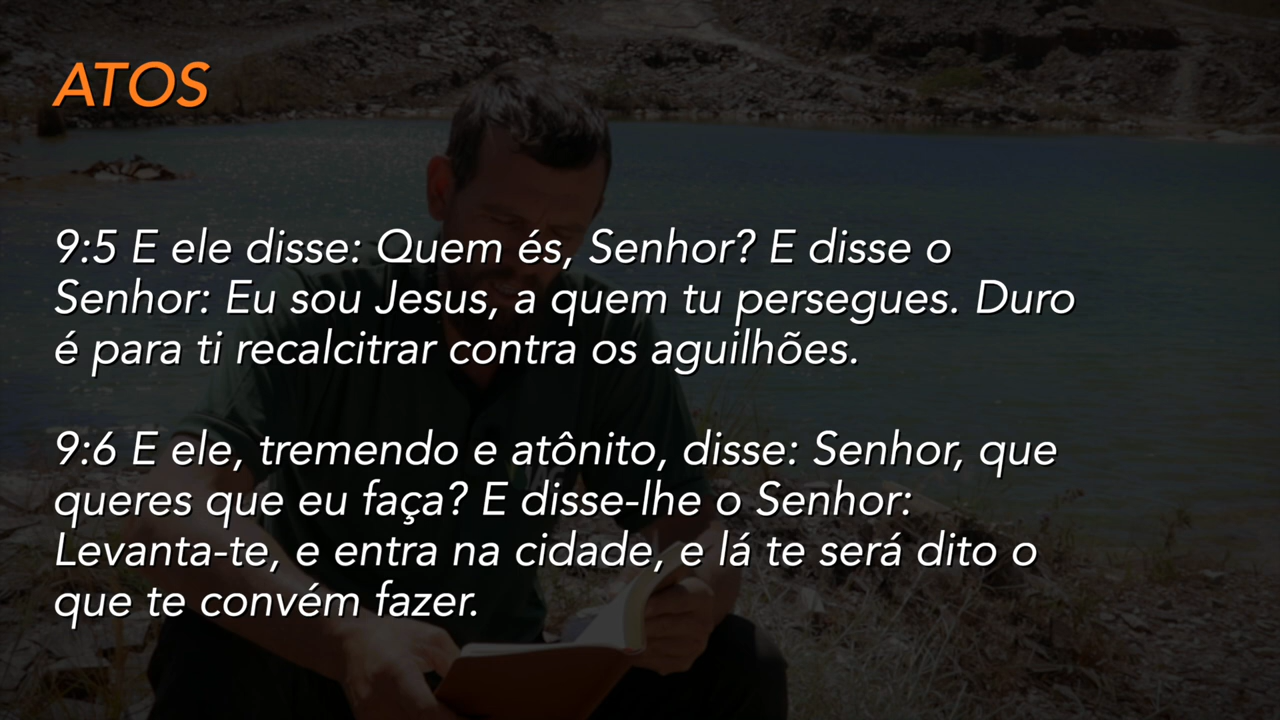 ATOS
9:5 E ele disse: Quem és, Senhor? E disse o
Senhor: Eu sou Jesus, a quem tu persegues. Duro
é para ti recalcitrar contra os aguilhões.
9:6 E ele, tremendo e atônito, disse: Senhor, que
queres que eu faça? E disse-lhe o Senhor:
Levanta-te, e entra na cidade, e lá te será dito o
que te convém fazer.